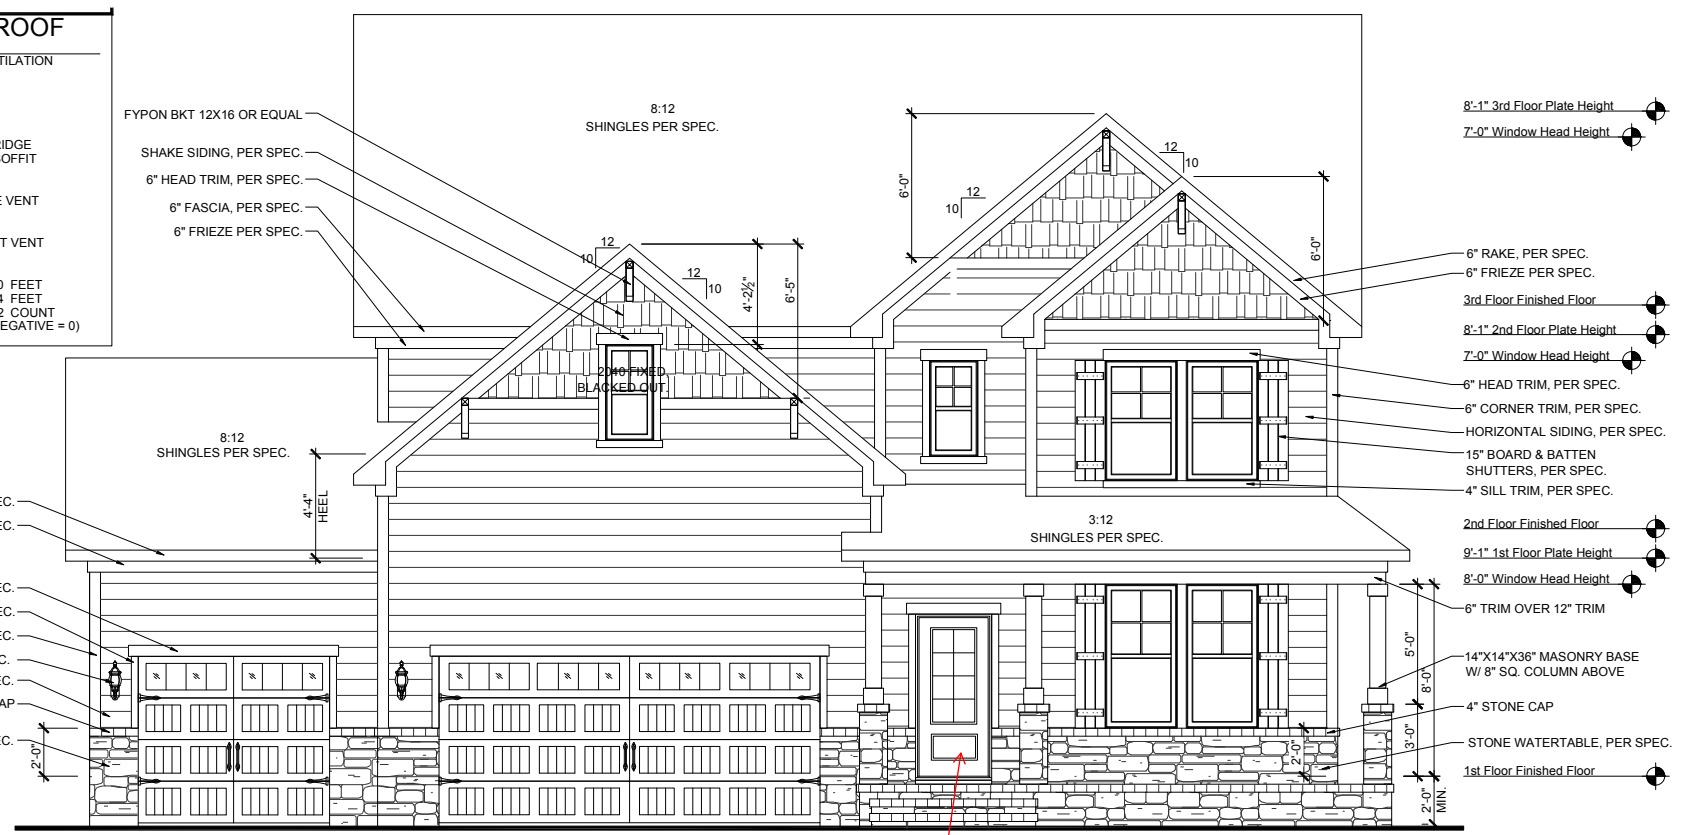 ROOF
TILATION
RIDGE
SOFFIT
E VENT
T VENT
0 FEET
4 FEET
2 COUNT
EGATIVE = 0)
FYPON BKT 12X16 OR EQUAL
SHAKE SIDING, PER SPEC.
6" HEAD TRIM, PER SPEC.
6" FASCIA, PER SPEC.
6" FRIEZE PER SPEC.
8:12
SHINGLES PER SPEC.
12
10
12
10
4'-2½"
6'-5"
2040 FIXED
BLACKED OUT.
6'-0"
12
10
12
10
6'-0"
8'-1" 3rd Floor Plate Height
7'-0" Window Head Height
6" RAKE, PER SPEC.
6" FRIEZE PER SPEC.
3rd Floor Finished Floor
8'-1" 2nd Floor Plate Height
7'-0" Window Head Height
6" HEAD TRIM, PER SPEC.
6" CORNER TRIM, PER SPEC.
HORIZONTAL SIDING, PER SPEC.
15" BOARD & BATTEN
SHUTTERS, PER SPEC.
4" SILL TRIM, PER SPEC.
8:12
SHINGLES PER SPEC.
4'-4"
HEEL
3:12
SHINGLES PER SPEC.
2nd Floor Finished Floor
9'-1" 1st Floor Plate Height
8'-0" Window Head Height
6" TRIM OVER 12" TRIM
14"X14"X36" MASONRY BASE
W/ 8" SQ. COLUMN ABOVE
4" STONE CAP
STONE WATERTABLE, PER SPEC.
1st Floor Finished Floor
EC.
EC.
EC.
EC.
EC.
C.
EC.
AP
EC.
2'-0"
2'-0"
5'-0"
8'-0"
3'-0"
2'-0"
MIN.